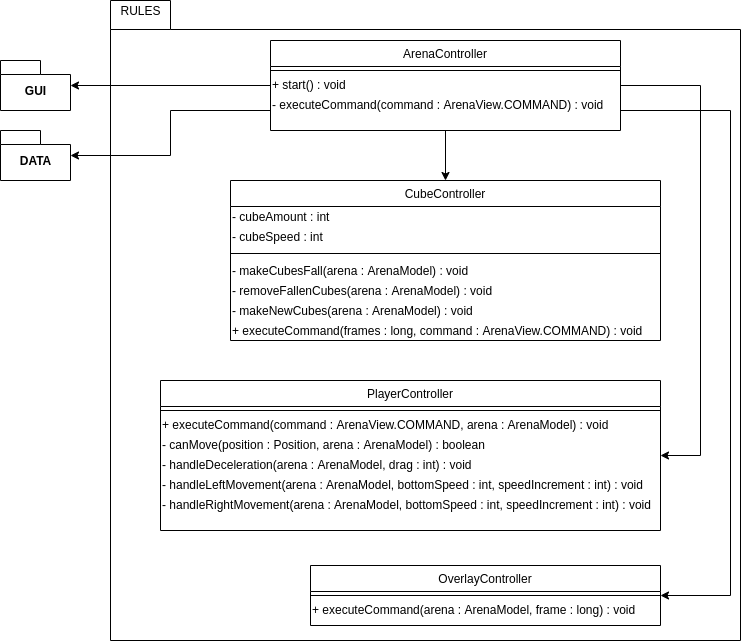 RULES
ArenaController
+ start() : void
- executeCommand(command : ArenaView.COMMAND) : void
GUI
DATA
CubeController
- cubeAmount : int
- cubeSpeed : int
- makeCubesFall(arena : ArenaModel) : void
- removeFallenCubes(arena : ArenaModel) : void
- makeNewCubes(arena : ArenaModel) : void
+ executeCommand(frames : long, command : ArenaView.COMMAND) : void
PlayerController
+ executeCommand(command : ArenaView.COMMAND, arena : ArenaModel) : void
- canMove(position : Position, arena : ArenaModel) : boolean
- handleDeceleration(arena : ArenaModel, drag : int) : void
- handleLeftMovement(arena : ArenaModel, bottomSpeed : int, speedIncrement : int) : void
- handleRightMovement(arena : ArenaModel, bottomSpeed : int, speedIncrement : int) : void
OverlayController
+ executeCommand(arena : ArenaModel, frame : long) : void